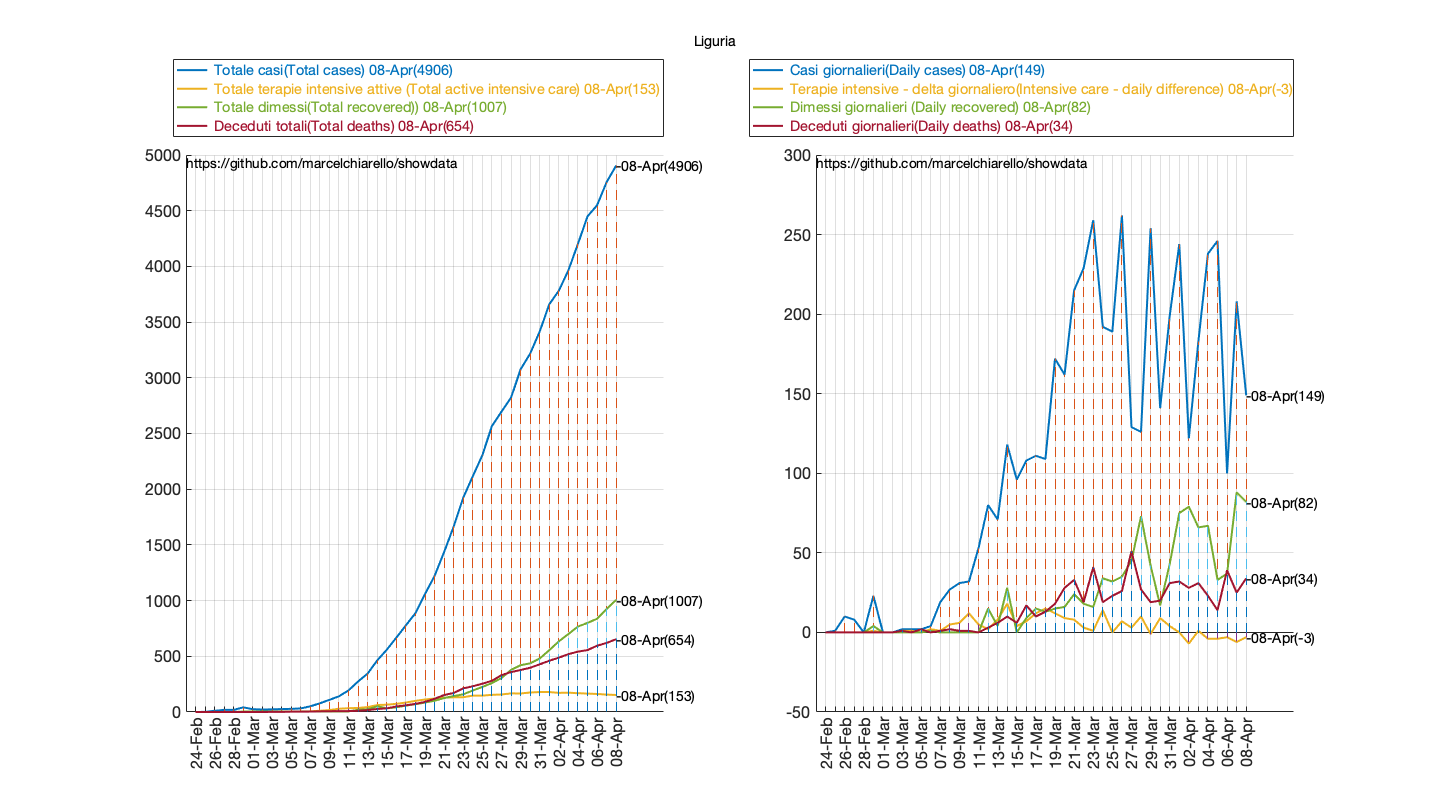 Liguria
Totale casi(Total cases) 08-Apr(4906)
Totale terapie intensive attive (Total active intensive care) 08-Apr(153)
Totale dimessi(Total recovered)) 08-Apr(1007)
Deceduti totali(Total deaths) 08-Apr(654)
5000
https://github.com/marcelchiarello/showdata
08-Apr(4906)
4500
4000
3500
3000
2500
2000
1500
1000
08-Apr(1007)
08-Apr(654)
500
08-Apr(153)
0
24-Feb
26-Feb
28-Feb
01-Mar
03-Mar
05-Mar
07-Mar
09-Mar
11-Mar
13-Mar
15-Mar
17-Mar
19-Mar
21-Mar
23-Mar
25-Mar
27-Mar
29-Mar
31-Mar
02-Apr
04-Apr
06-Apr
08-Apr
Casi giornalieri(Daily cases) 08-Apr(149)
Terapie intensive - delta giornaliero(Intensive care - daily difference) 08-Apr(-3)
Dimessi giornalieri (Daily recovered) 08-Apr(82)
Deceduti giornalieri(Daily deaths) 08-Apr(34)
300
https://github.com/marcelchiarello/showdata
250
200
150
08-Apr(149)
100
08-Apr(82)
50
08-Apr(34)
0
08-Apr(-3)
-50
24-Feb
26-Feb
28-Feb
01-Mar
03-Mar
05-Mar
07-Mar
09-Mar
11-Mar
13-Mar
15-Mar
17-Mar
19-Mar
21-Mar
23-Mar
25-Mar
27-Mar
29-Mar
31-Mar
02-Apr
04-Apr
06-Apr
08-Apr